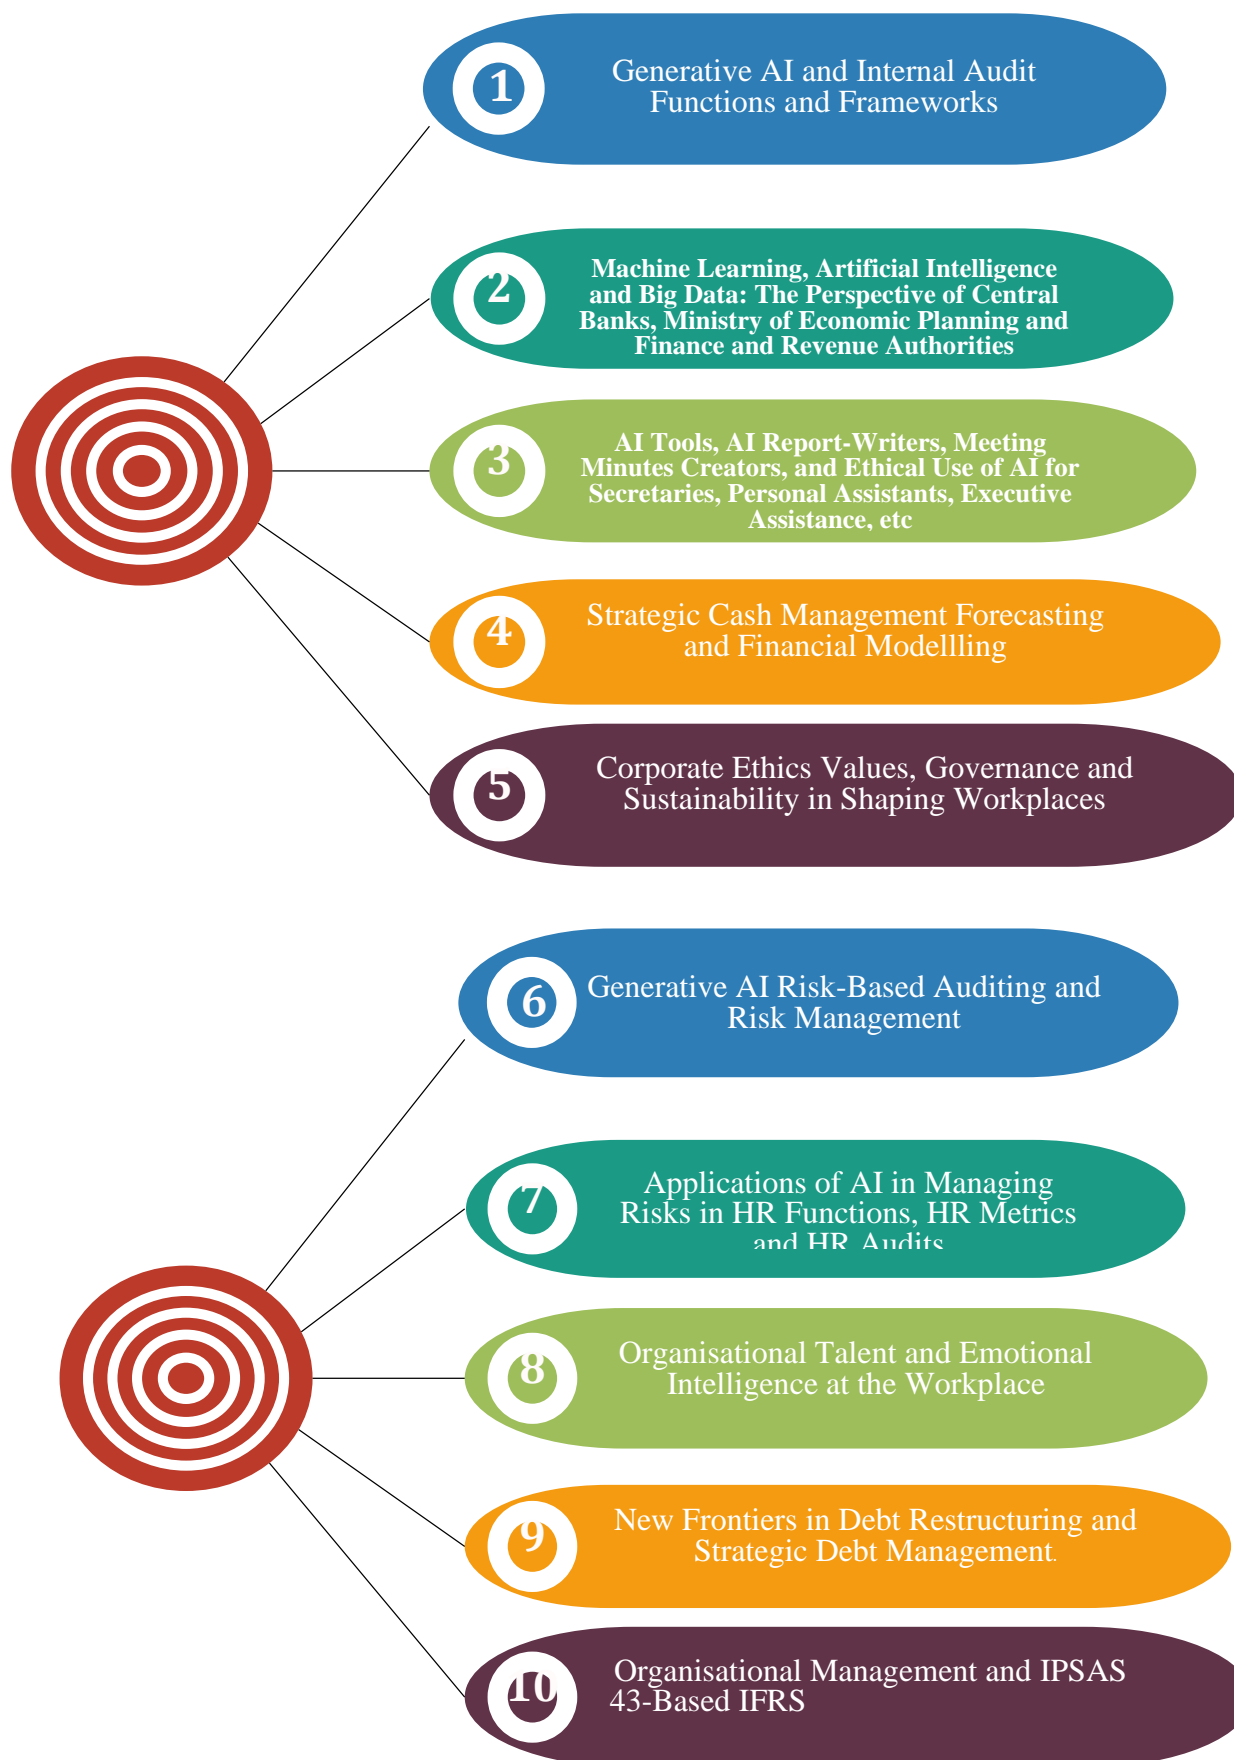 1
Generative AI and Internal Audit
Functions and Frameworks
2
Machine Learning, Artificial Intelligence
and Big Data: The Perspective of Central
Banks, Ministry of Economic Planning and
Finance and Revenue Authorities
3
AI Tools, AI Report-Writers, Meeting
Minutes Creators, and Ethical Use of AI for
Secretaries, Personal Assistants, Executive
Assistance, etc
4
Strategic Cash Management Forecasting
and Financial Modellling
5
Corporate Ethics Values, Governance and
Sustainability in Shaping Workplaces
6
Generative AI Risk-Based Auditing and
Risk Management
7
Applications of AI in Managing
Risks in HR Functions, HR Metrics
and HR Audits
8
Organisational Talent and Emotional
Intelligence at the Workplace
9
New Frontiers in Debt Restructuring and
Strategic Debt Management.
10
Organisational Management and IPSAS
43-Based IFRS